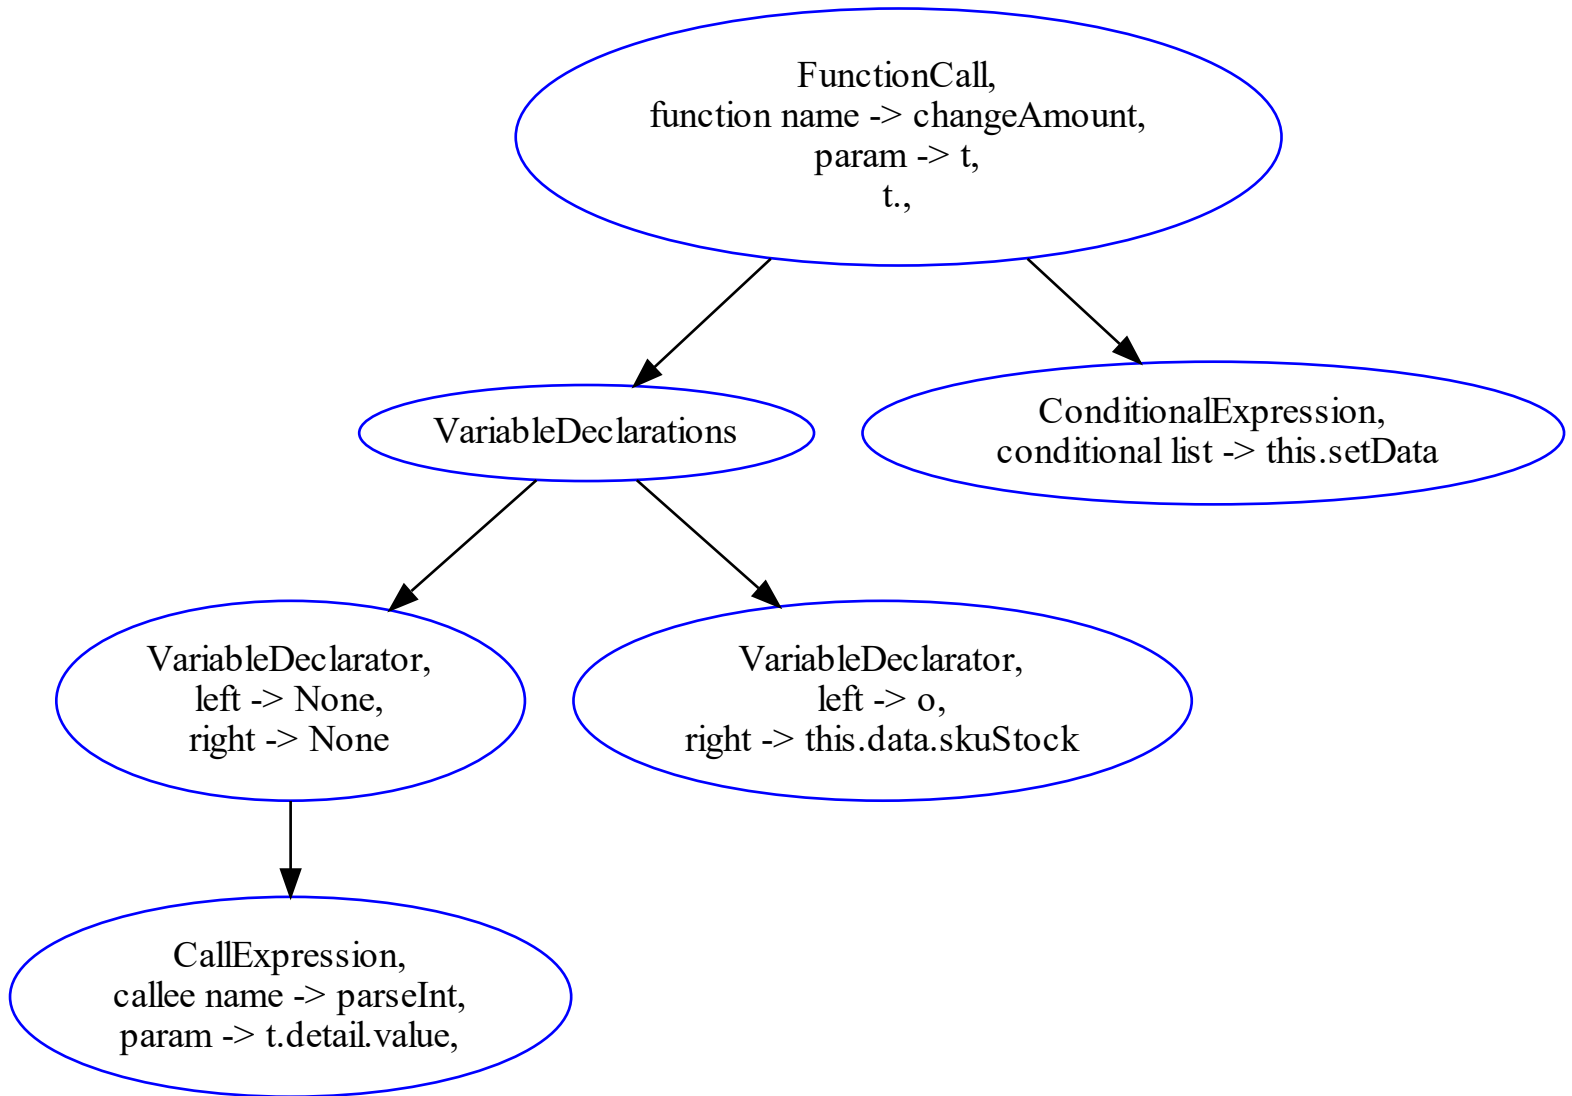 FunctionCall,
function name -> changeAmount,
param -> t,
t.,
VariableDeclarations
ConditionalExpression,
conditional list -> this.setData
VariableDeclarator,
left -> None,
right -> None
VariableDeclarator,
left -> o,
right -> this.data.skuStock
CallExpression,
callee name -> parseInt,
param -> t.detail.value,